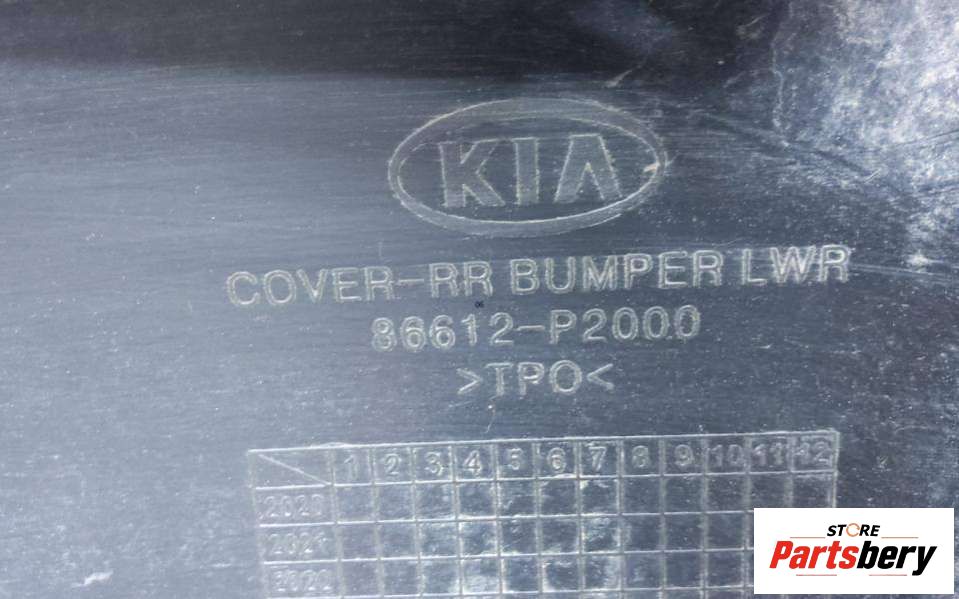 KIA
COVER-RR BUMPER LWR
86612-P2000
>TPO<
1 2 3 4 5 6 7 8 9 10 11 12
2020
2021
2022
STORE
Partsbery